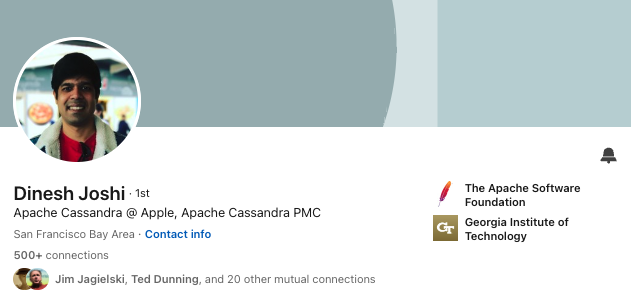 Dinesh Joshi · 1st
Apache Cassandra @ Apple, Apache Cassandra PMC
San Francisco Bay Area · Contact info
500+ connections
Jim Jagielski, Ted Dunning, and 20 other mutual connections
The Apache Software
Foundation
GT
Georgia Institute of
Technology